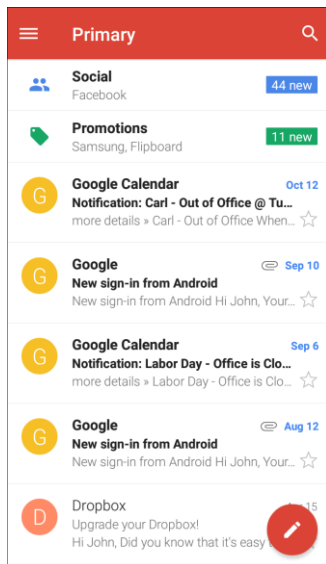 Primary
Social
Facebook
44 new
Promotions
Samsung, Flipboard
11 new
G
Google Calendar
Oct 12
Notification: Carl - Out of Office @ Tu...
more details » Carl - Out of Office When...
G
Google
Sep 10
New sign-in from Android
New sign-in from Android Hi John, Your...
G
Google Calendar
Sep 6
Notification: Labor Day - Office is Clo...
more details » Labor Day - Office is Clo...
G
Google
Aug 12
New sign-in from Android
New sign-in from Android Hi John, Your...
D
Dropbox
15
Upgrade your Dropbox!
Hi John, Did you know that it's easy